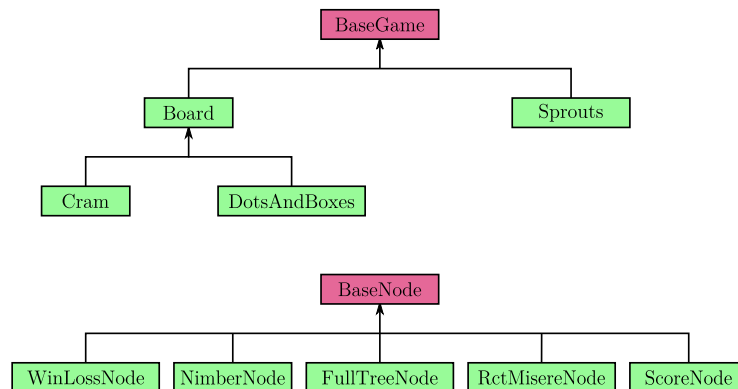 BaseGame
Board Sprouts
Cram DotsAndBoxes
BaseNode
WinLossNode NimberNode FullTreeNode RctMisereNode ScoreNode